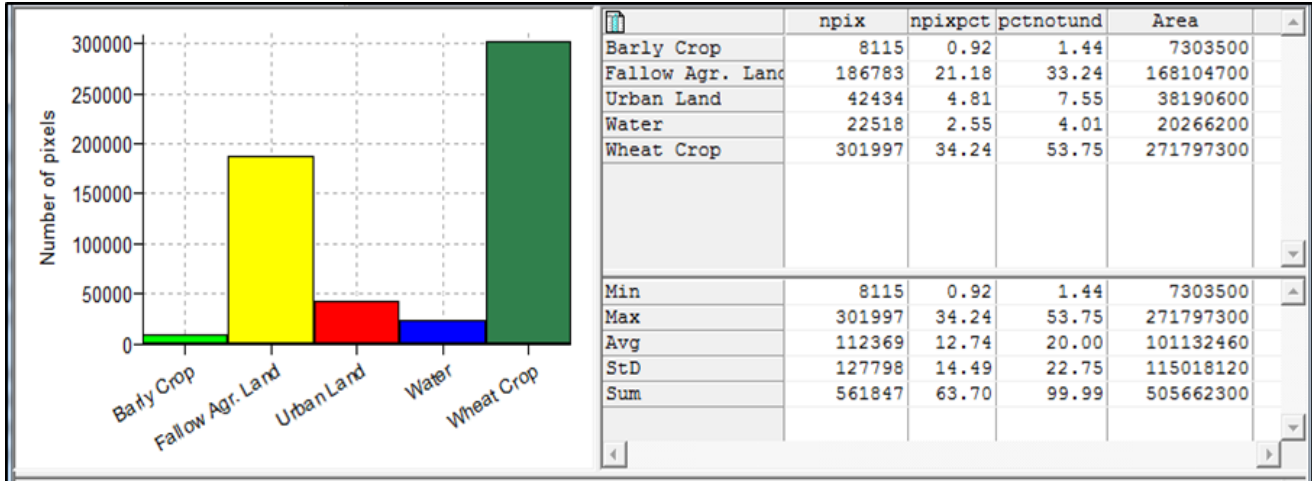 Number of pixels
300000
250000
200000
150000
100000
50000
0
Barly Crop
Fallow Agr. Land
Urban Land
Water
Wheat Crop
npix npixpct pctnotund Area
Barly Crop 8115 0.92 1.44 7303500
Fallow Agr. Land 186783 21.18 33.24 168104700
Urban Land 42434 4.81 7.55 38190600
Water 22518 2.55 4.01 20266200
Wheat Crop 301997 34.24 53.75 271797300
Min 8115 0.92 1.44 7303500
Max 301997 34.24 53.75 271797300
Avg 112369 12.74 20.00 101132460
StD 127798 14.49 22.75 115018120
Sum 561847 63.70 99.99 505662300